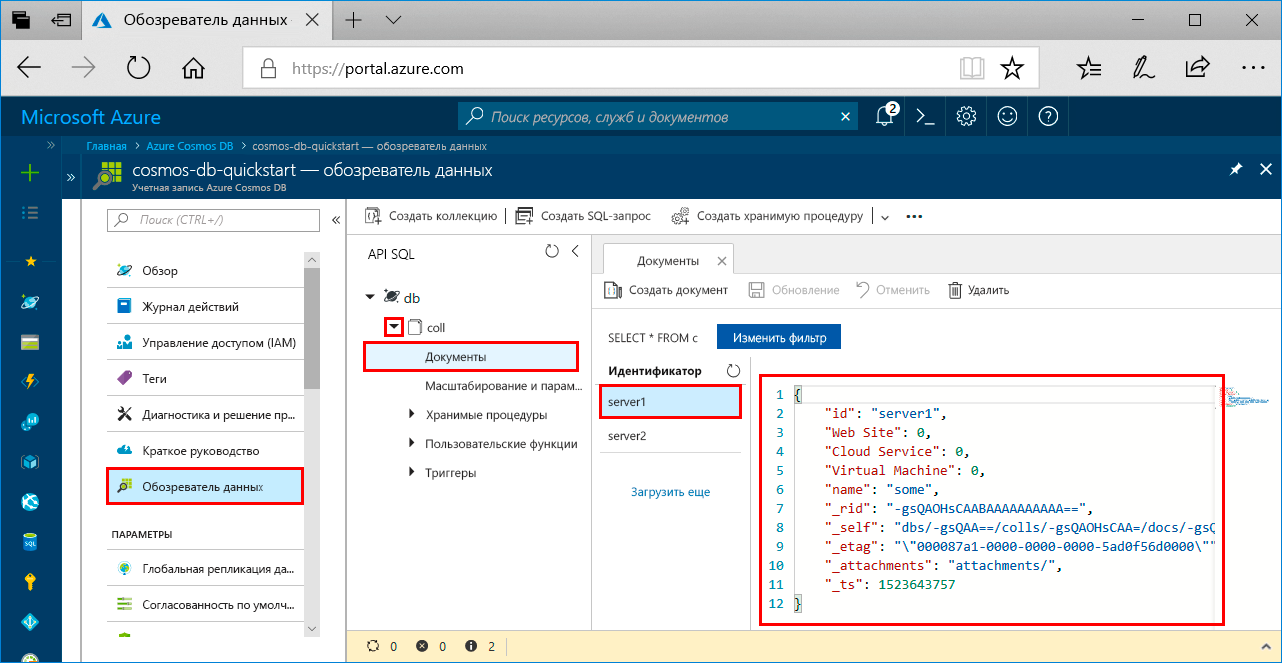 Обозреватель данных
https://portal.azure.com
Microsoft Azure
Поиск ресурсов, служб и документов
2
Главная > Azure Cosmos DB > cosmos-db-quickstart — обозреватель данных
cosmos-db-quickstart — обозреватель данных
Учетная запись Azure Cosmos DB
Поиск (CTRL+/)
Обзор
Журнал действий
Управление доступом (IAM)
Теги
Диагностика и решение пр...
Краткое руководство
Обозреватель данных
ПАРАМЕТРЫ
Глобальная репликация да...
Согласованность по умолч...
SQL
Создать коллекцию
Создать SQL-запрос
Создать хранимую процедуру
API SQL
db
coll
Документы
Масштабирование и парам...
Хранимые процедуры
Пользовательские функции
Триггеры
Документы
Создать документ
Обновление
Отменить
Удалить
SELECT * FROM c
Изменить фильтр
Идентификатор
server1
server2
Загрузить еще
1 {
2 "id": "server1",
3 "Web Site": 0,
4 "Cloud Service": 0,
5 "Virtual Machine": 0,
6 "name": "some",
7 "_rid": "-gsQAOHsCAABAAAAAAAAAA==",
8 "_self": "dbs/-gsQAA==/colls/-gsQAOHsCAA=/docs/-gsQ
9 "_etag": "\"000087a1-0000-0000-0000-5ad0f56d0000\""
10 "_attachments": "attachments/",
11 "_ts": 1523643757
12 }
0
0
2